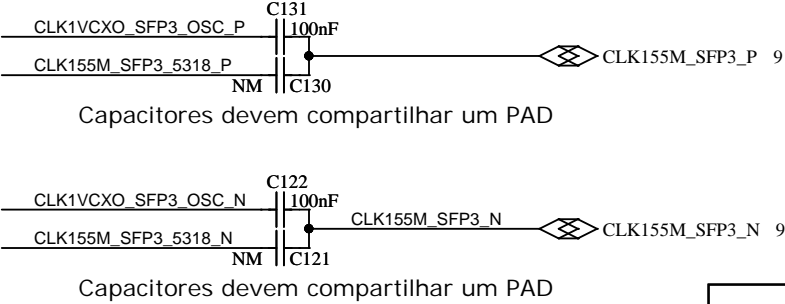 C131
CLK1VCXO_SFP3_OSC_P
100nF
CLK155M_SFP3_P 9
CLK155M_SFP3_5318_P
NM C130
Capacitores devem compartilhar um PAD
C122
CLK1VCXO_SFP3_OSC_N
100nF
CLK155M_SFP3_N
CLK155M_SFP3_N 9
CLK155M_SFP3_5318_N
NM C121
Capacitores devem compartilhar um PAD